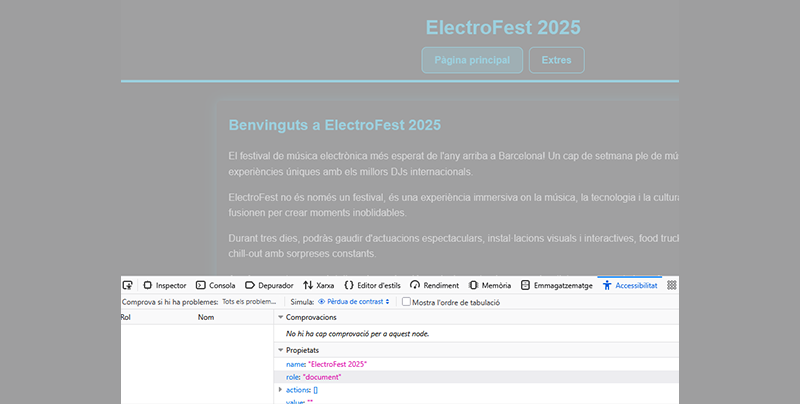 ElectroFest 2025
Pàgina principal Extres
Benvinguts a ElectroFest 2025
El festival de música electrònica més esperat de l'any arriba a Barcelona! Un cap de setmana ple de mú
experiències úniques amb els millors DJs internacionals.
ElectroFest no és només un festival, és una experiència immersiva on la música, la tecnologia i la cultura
fusionen per crear moments inoblidables.
Durant tres dies, podràs gaudir d'actuacions espectaculars, instal·lacions visuals i interactives, food truck
chill-out amb sorpreses constants.
Inspector Consola Depurador Xarxa Editor d'estils Rendiment Memòria Emmagatzematge Accessibilitat
Comprova si hi ha problemes: Tots els problem... Simula: Pèrdua de contrast Mostra l'ordre de tabulació
Rol Nom Comprovacions
No hi ha cap comprovació per a aquest node.
Propietats
name: "ElectroFest 2025"
role: "document"
actions: []
value: ""